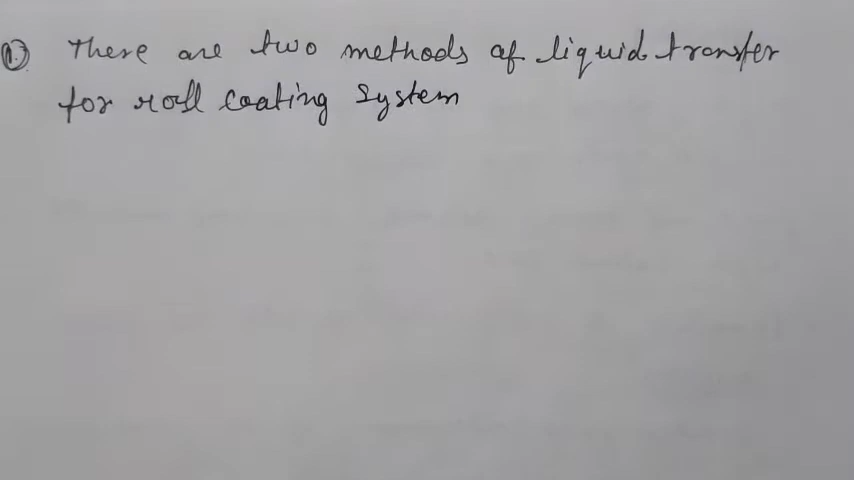 1.) There are two methods of liquid transfer
for roll coating system